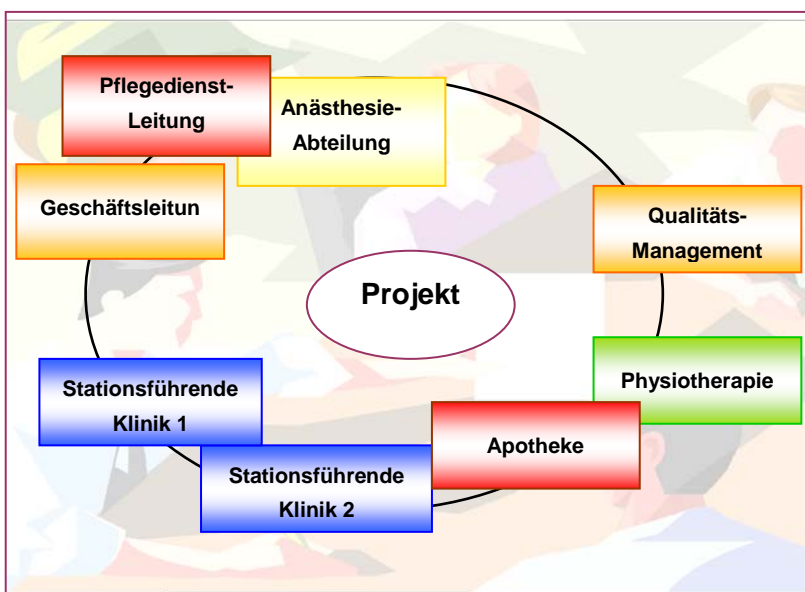 Pflegedienst-
Leitung
Anästhesie-
Abteilung
Geschäftsleitun
Qualitäts-
Management
Projekt
Physiotherapie
Stationsführende
Klinik 1
Apotheke
Stationsführende
Klinik 2